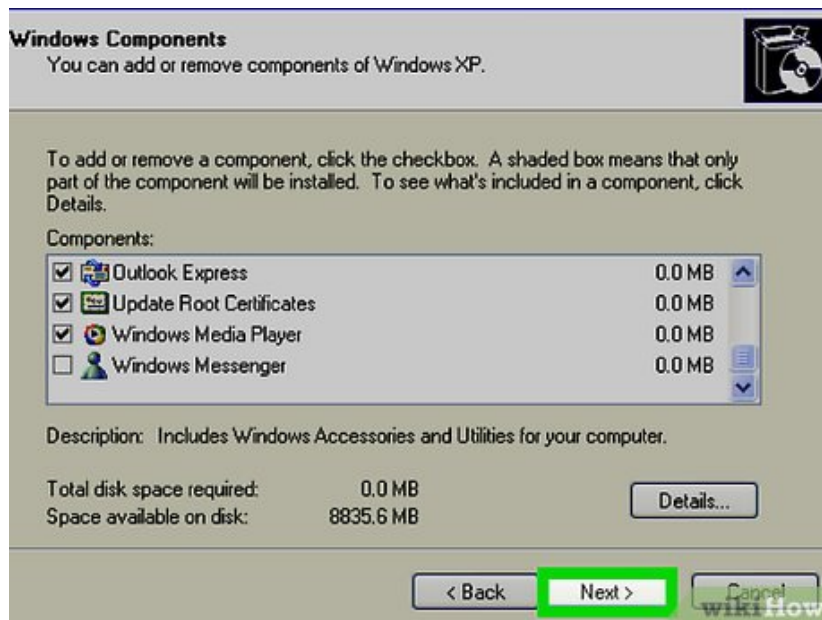 Windows Components
You can add or remove components of Windows XP.
To add or remove a component, click the checkbox. A shaded box means that only
part of the component will be installed. To see what's included in a component, click
Details.
Components:
Outlook Express 0.0 MB
Update Root Certificates 0.0 MB
Windows Media Player 0.0 MB
Windows Messenger 0.0 MB
Description: Includes Windows Accessories and Utilities for your computer.
Total disk space required: 0.0 MB
Space available on disk: 8835.6 MB
Details...
< Back Next > Cancel
wikiHow